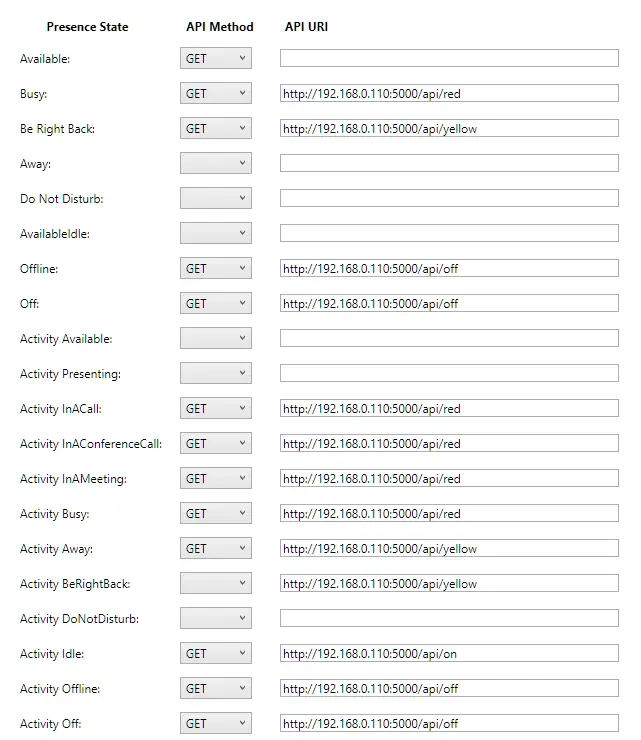 Presence State API Method API URI
Available: GET
Busy: GET http://192.168.0.110:5000/api/red
Be Right Back: GET http://192.168.0.110:5000/api/yellow
Away:
Do Not Disturb:
AvailableIdle:
Offline: GET http://192.168.0.110:5000/api/off
Off: GET http://192.168.0.110:5000/api/off
Activity Available:
Activity Presenting:
Activity InACall: GET http://192.168.0.110:5000/api/red
Activity InAConferenceCall: GET http://192.168.0.110:5000/api/red
Activity InAMeeting: GET http://192.168.0.110:5000/api/red
Activity Busy: GET http://192.168.0.110:5000/api/red
Activity Away: GET http://192.168.0.110:5000/api/yellow
Activity BeRightBack: http://192.168.0.110:5000/api/yellow
Activity DoNotDisturb:
Activity Idle: GET http://192.168.0.110:5000/api/on
Activity Offline: GET http://192.168.0.110:5000/api/off
Activity Off: GET http://192.168.0.110:5000/api/off